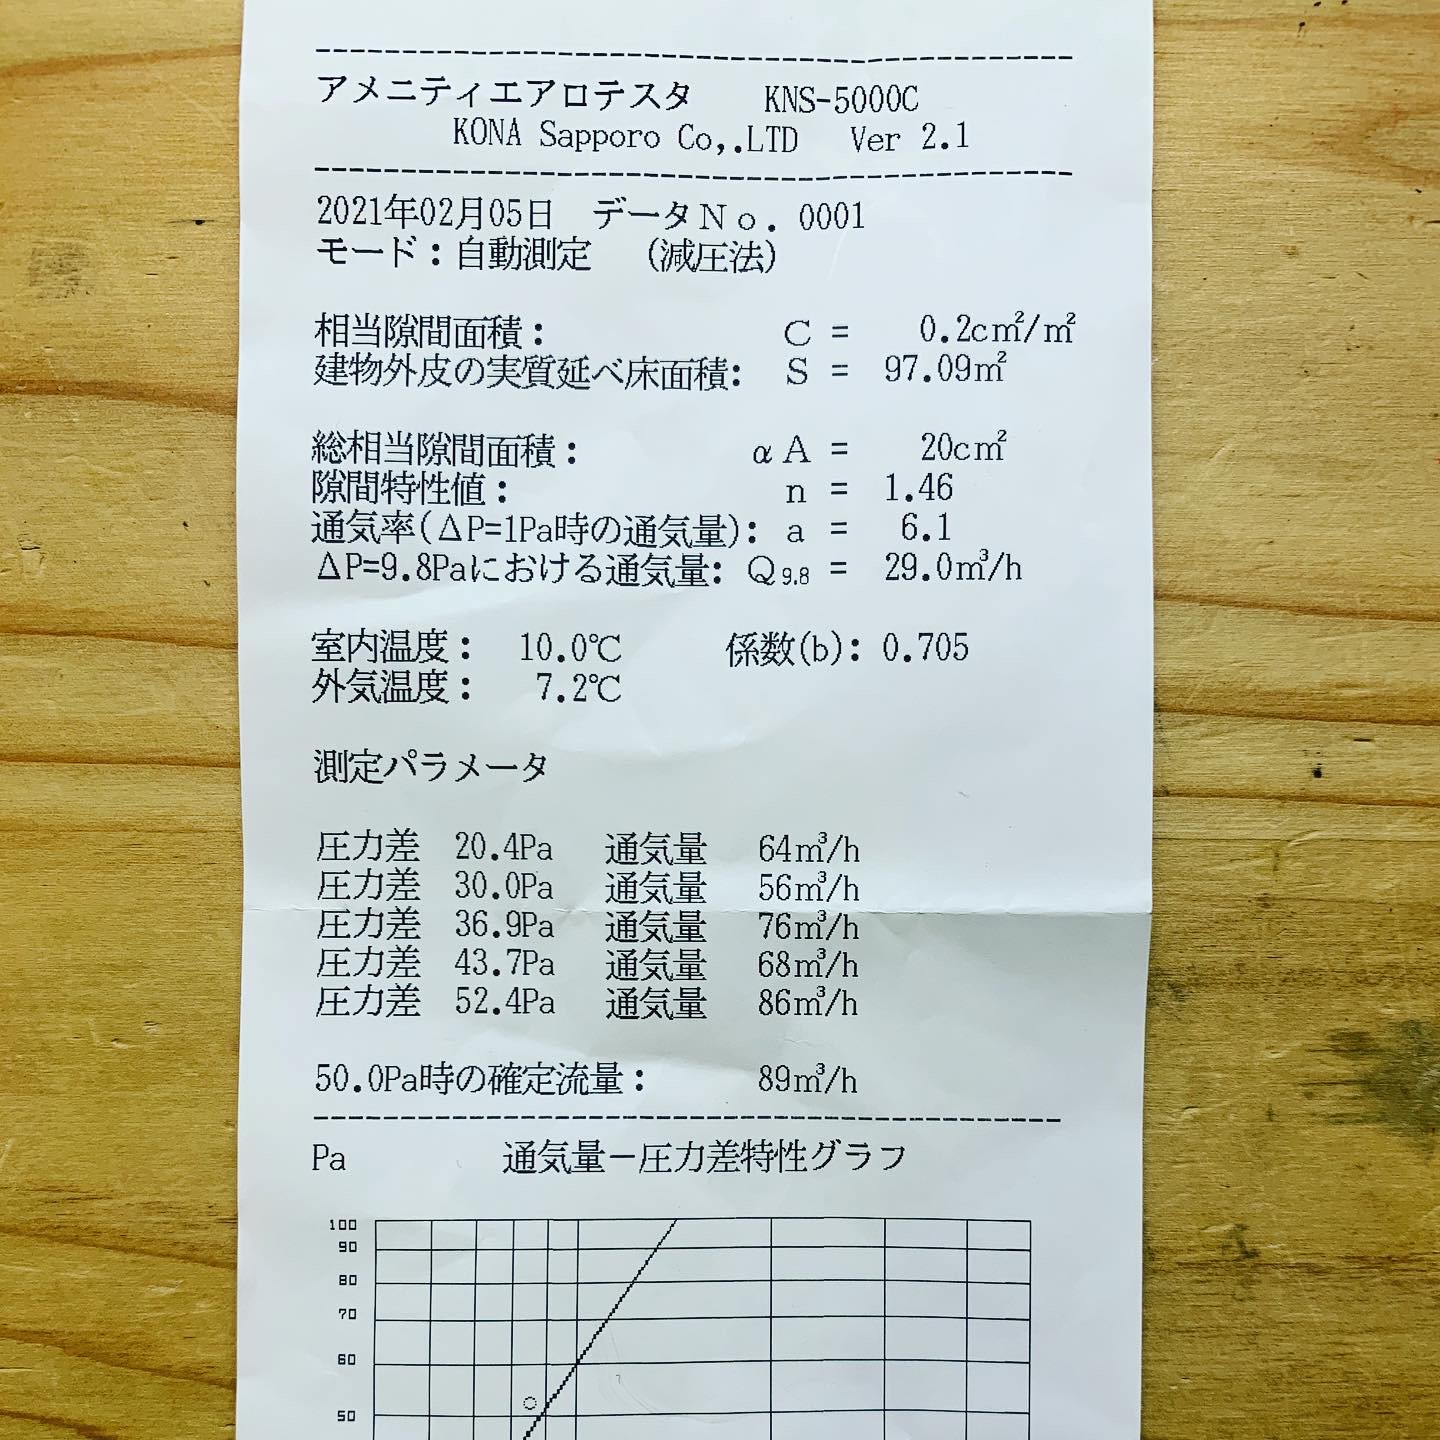 アメニティエアロテスタ KNS-5000C
KONA Sapporo Co,.LTD Ver 2.1
2021年02月05日 データNo. 0001
モード：自動測定 (減圧法)
相当隙間面積： C = 0.2c㎡/㎡
建物外皮の実質延べ床面積： S = 97.09㎡
総相当隙間面積： αA = 20c㎡
隙間特性値： n = 1.46
通気率(ΔP=1Pa時の通気量)： a = 6.1
ΔP=9.8Paにおける通気量： Q9.8 = 29.0㎥/h
室内温度： 10.0℃ 係数(b)： 0.705
外気温度： 7.2℃
測定パラメータ
圧力差 20.4Pa 通気量 64㎥/h
圧力差 30.0Pa 通気量 56㎥/h
圧力差 36.9Pa 通気量 76㎥/h
圧力差 43.7Pa 通気量 68㎥/h
圧力差 52.4Pa 通気量 86㎥/h
50.0Pa時の確定流量： 89㎥/h
Pa 通気量－圧力差特性グラフ
100
90
80
70
60
50